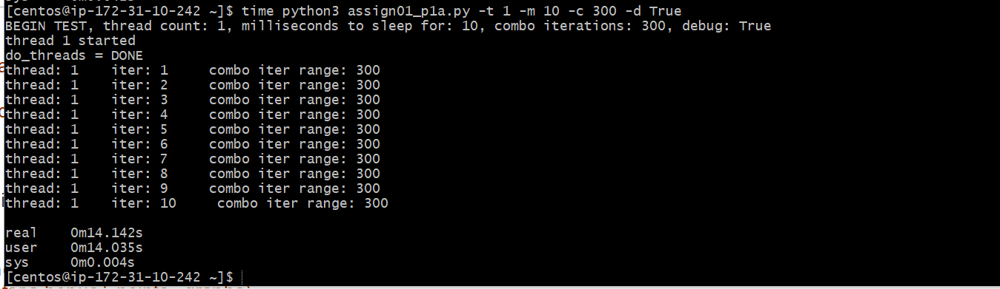 [centos@ip-172-31-10-242 ~]$ time python3 assign01_p1a.py -t 1 -m 10 -c 300 -d True
BEGIN TEST, thread count: 1, milliseconds to sleep for: 10, combo iterations: 300, debug: True
thread 1 started
do_threads = DONE
thread: 1    iter: 1     combo iter range: 300
thread: 1    iter: 2     combo iter range: 300
thread: 1    iter: 3     combo iter range: 300
thread: 1    iter: 4     combo iter range: 300
thread: 1    iter: 5     combo iter range: 300
thread: 1    iter: 6     combo iter range: 300
thread: 1    iter: 7     combo iter range: 300
thread: 1    iter: 8     combo iter range: 300
thread: 1    iter: 9     combo iter range: 300
thread: 1    iter: 10     combo iter range: 300
real    0m14.142s
user    0m14.035s
sys     0m0.004s
[centos@ip-172-31-10-242 ~]$